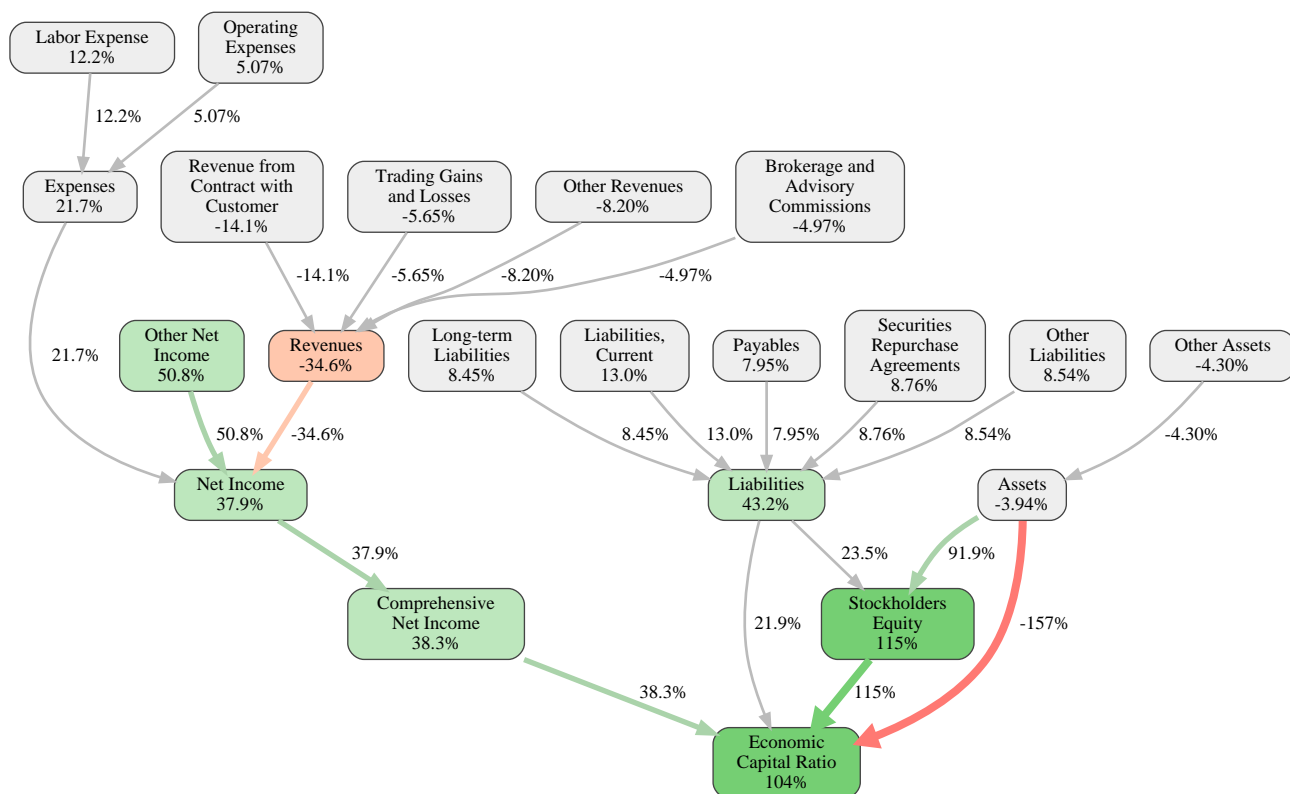 Labor Expense
12.2%
Operating
Expenses
5.07%
12.2%
5.07%
Expenses
21.7%
Revenue from
Contract with
Customer
-14.1%
Trading Gains
and Losses
-5.65%
Other Revenues
-8.20%
Brokerage and
Advisory
Commissions
-4.97%
-14.1%
-5.65%
-8.20%
-4.97%
21.7%
Other Net
Income
50.8%
Revenues
-34.6%
Long-term
Liabilities
8.45%
Liabilities,
Current
13.0%
Payables
7.95%
Securities
Repurchase
Agreements
8.76%
Other
Liabilities
8.54%
Other Assets
-4.30%
50.8%
-34.6%
8.45%
13.0%
7.95%
8.76%
8.54%
-4.30%
Net Income
37.9%
Liabilities
43.2%
Assets
-3.94%
37.9%
23.5%
91.9%
Comprehensive
Net Income
38.3%
21.9%
Stockholders
Equity
115%
-157%
38.3%
115%
Economic
Capital Ratio
104%